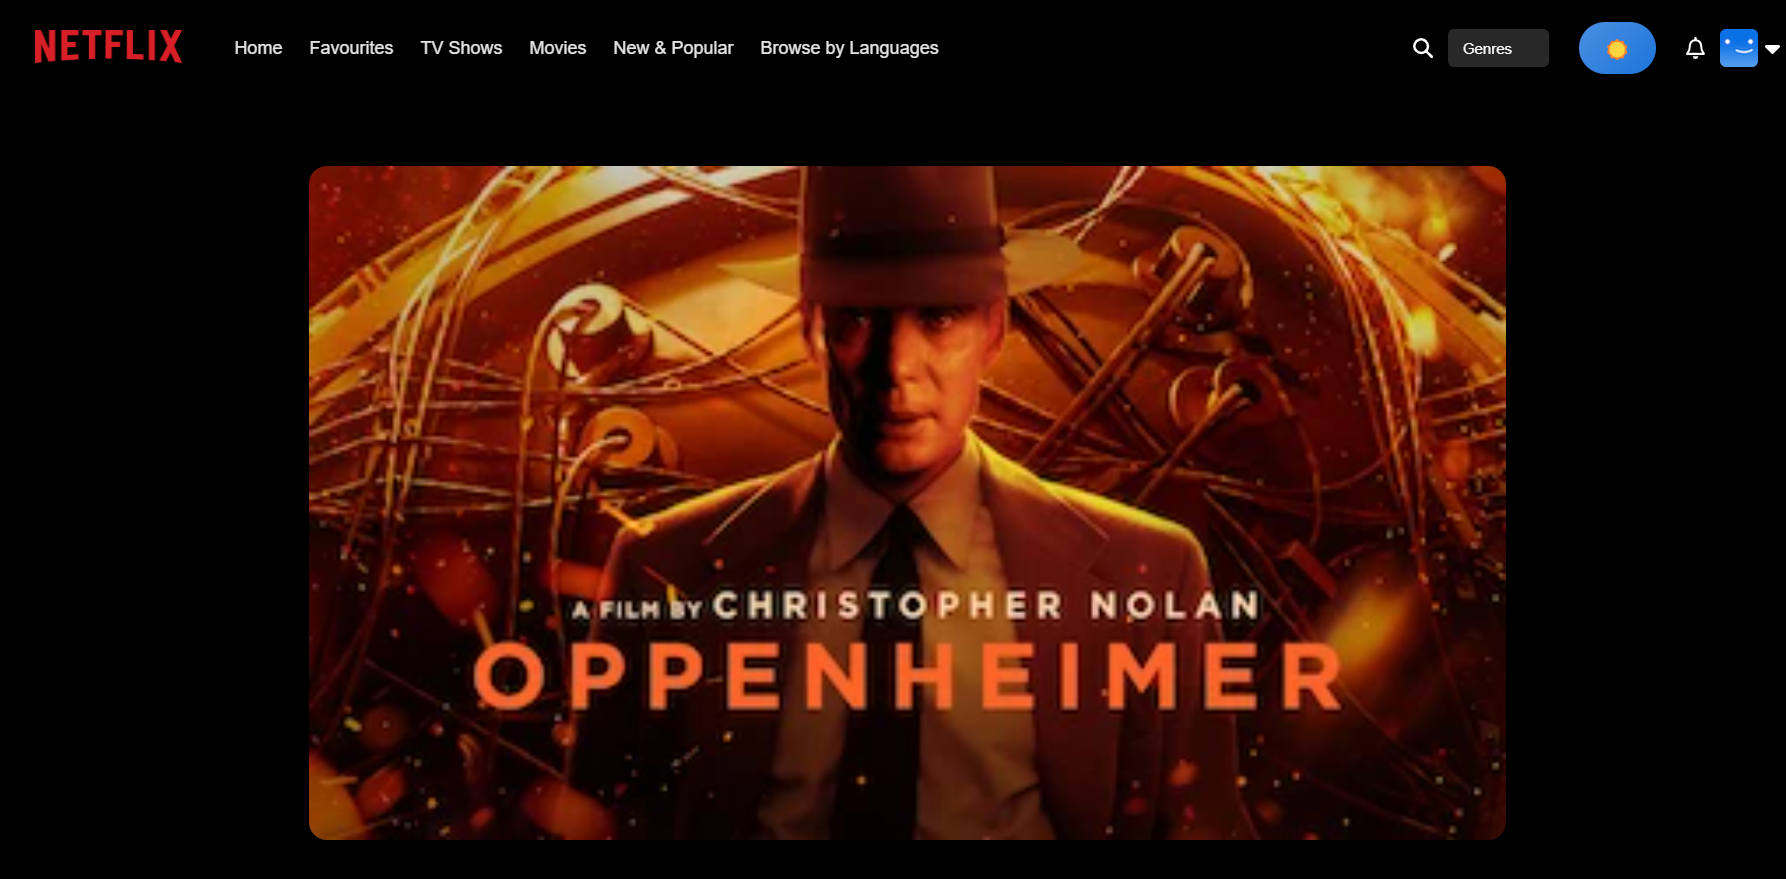 NETFLIX
Home Favourites TV Shows Movies New & Popular Browse by Languages
Genres
A FILM BY CHRISTOPHER NOLAN
OPPENHEIMER